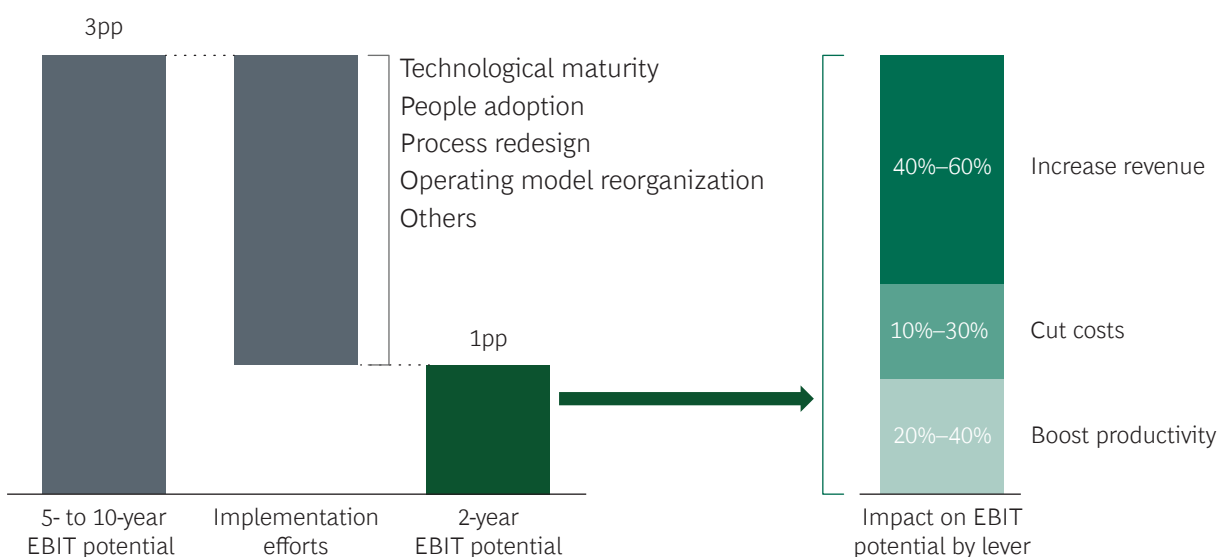 3pp
Technological maturity
People adoption
Process redesign
Operating model reorganization
Others
1pp
40%–60%
Increase revenue
10%–30%
Cut costs
20%–40%
Boost productivity
5- to 10-year
EBIT potential
Implementation
efforts
2-year
EBIT potential
Impact on EBIT
potential by lever